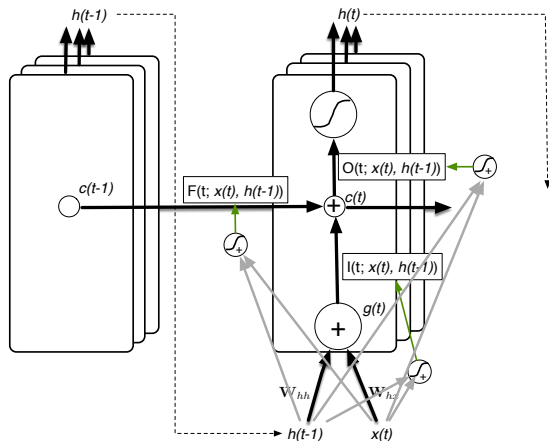 h(t-1)
h(t)
O(t; x(t), h(t-1))
c(t-1)
F(t; x(t), h(t-1))
c(t)
+
+
+
I(t; x(t), h(t-1))
g(t)
+
+
W_hh
W_hx
h(t-1)
x(t)